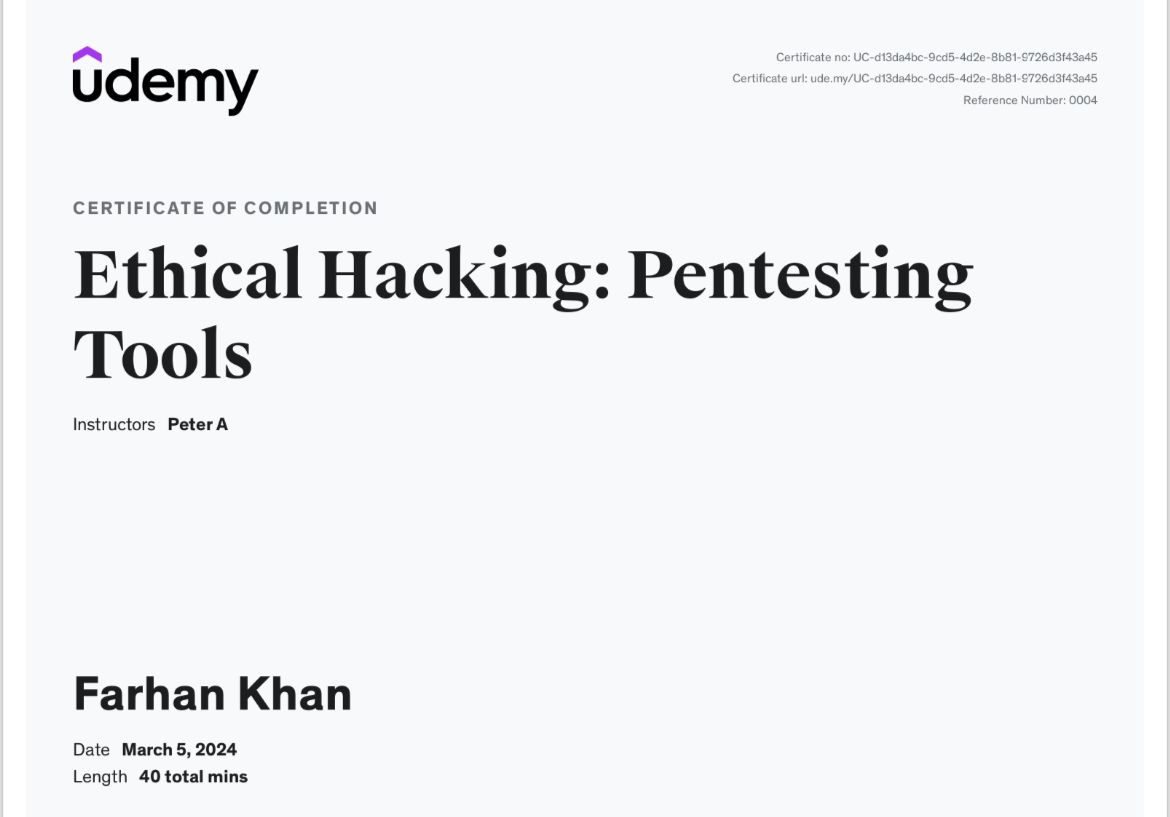 udemy
Certificate no: UC-d13da4bc-9cd5-4d2e-8b81-9726d3f43a45
Certificate url: ude.my/UC-d13da4bc-9cd5-4d2e-8b81-9726d3f43a45
Reference Number: 0004
CERTIFICATE OF COMPLETION
Ethical Hacking: Pentesting
Tools
Instructors Peter A
Farhan Khan
Date March 5, 2024
Length 40 total mins